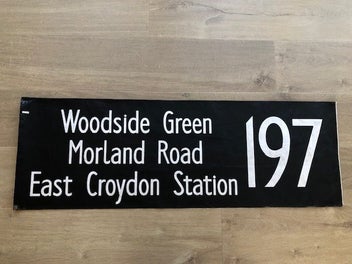 Woodside Green
Morland Road
East Croydon Station
197